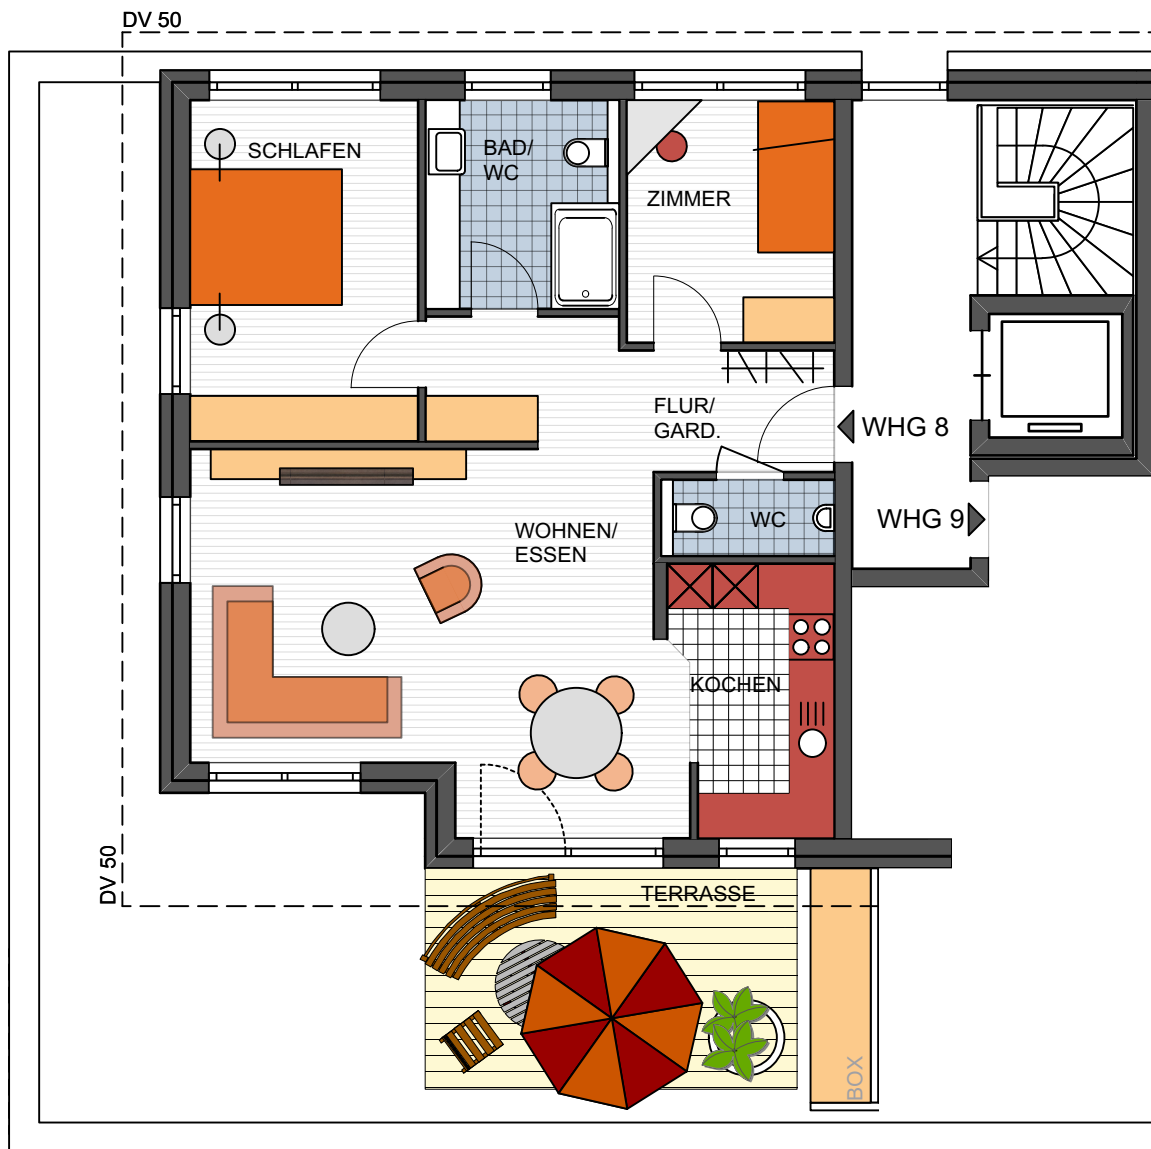 DV 50
SCHLAFEN
BAD/
WC
ZIMMER
FLUR/
GARD.
WHG 8
WC
WHG 9
WOHNEN/
ESSEN
KOCHEN
DV 50
TERRASSE
BOX